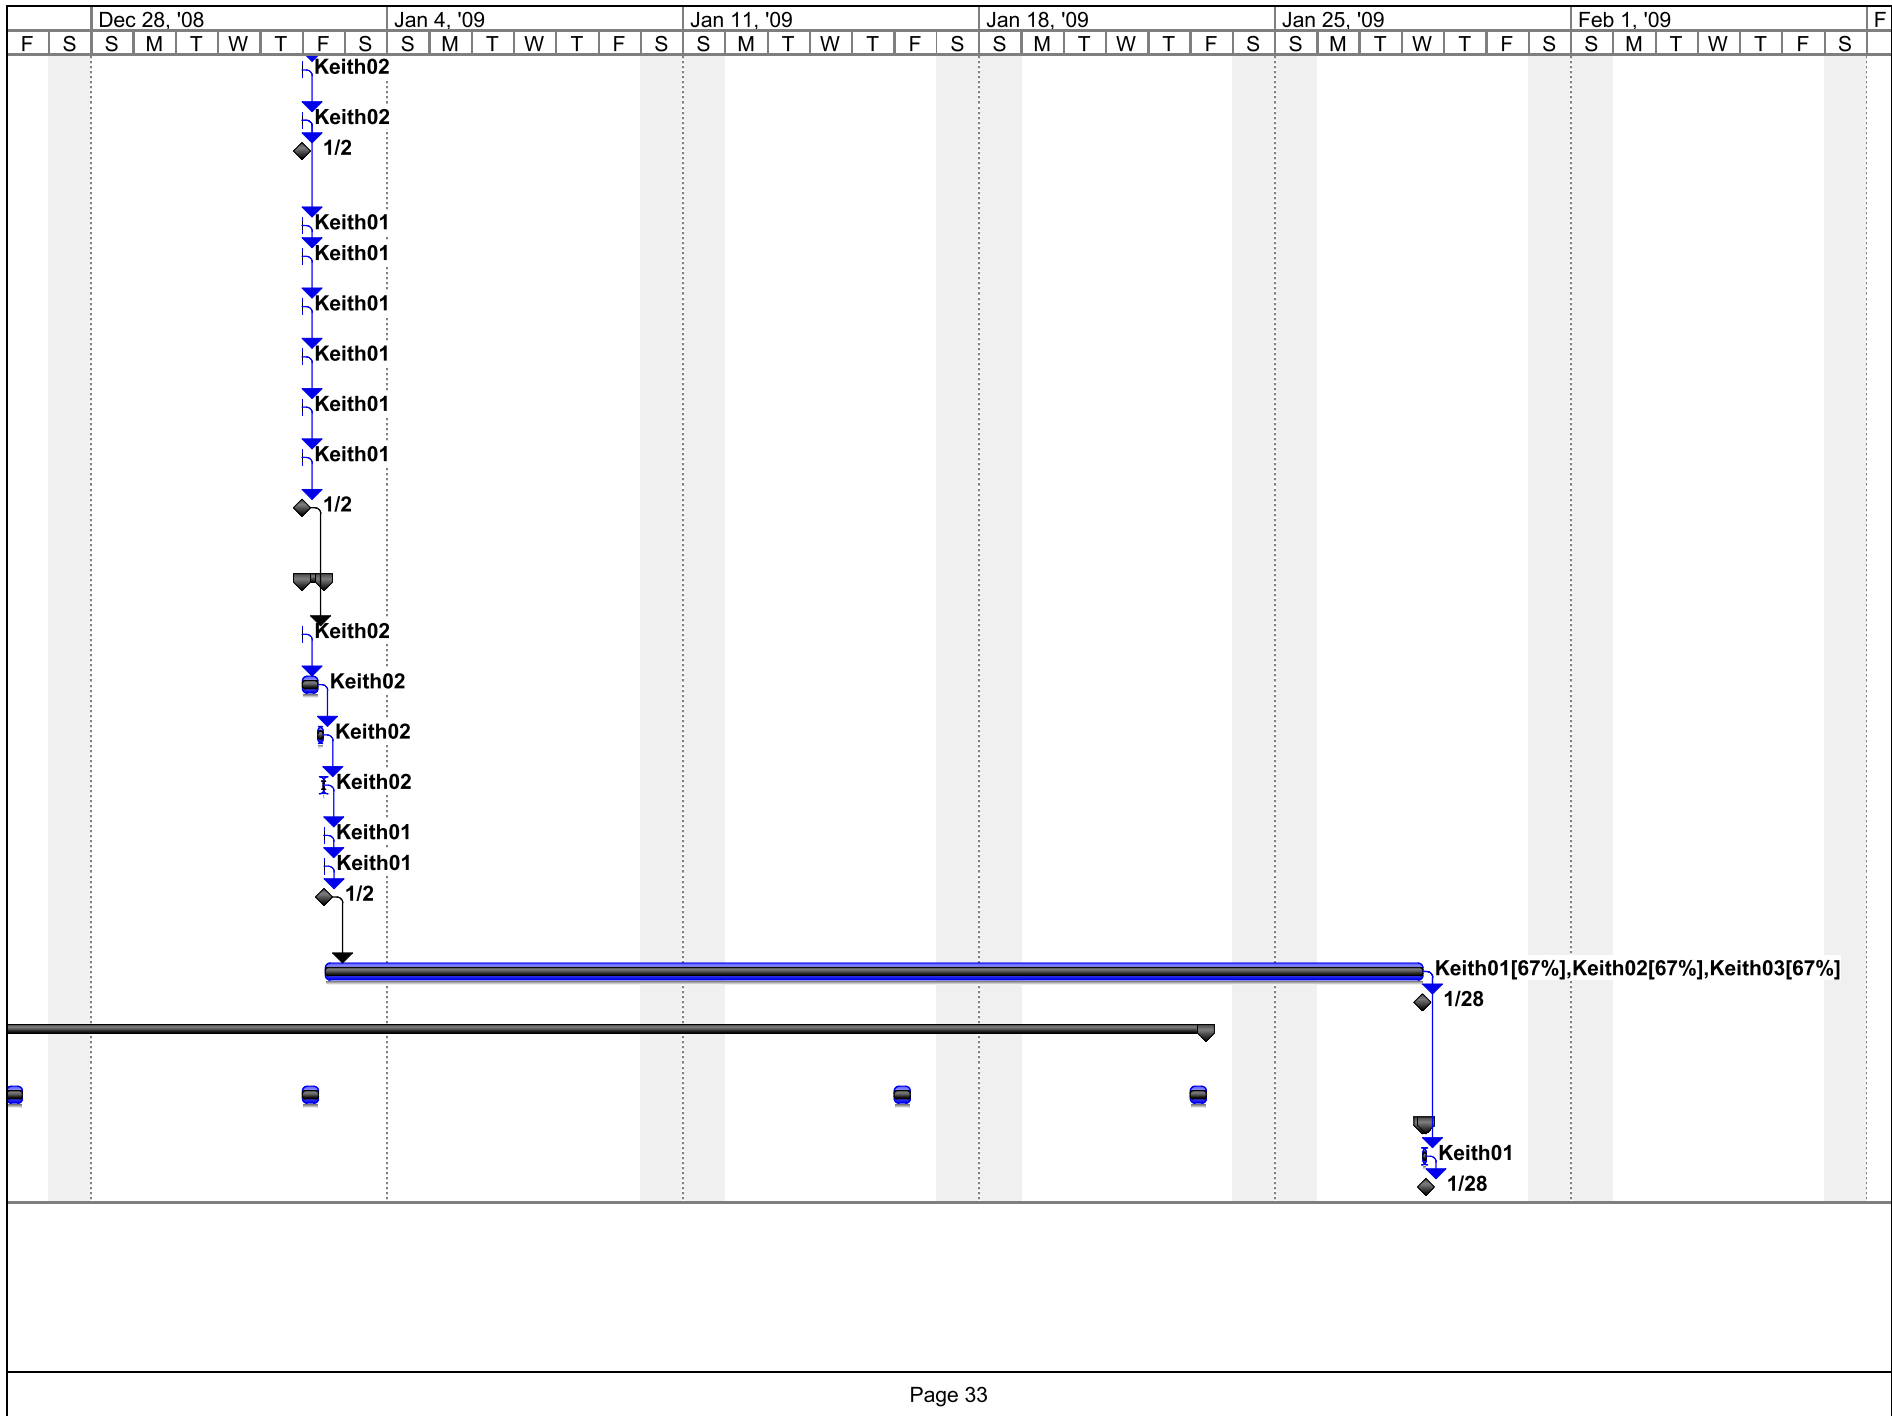 Dec 28, '08 Jan 4, '09 Jan 11, '09 Jan 18, '09 Jan 25, '09 Feb 1, '09 F
F S S M T W T F S S M T W T F S S M T W T F S S M T W T F S S M T W T F S S M T W T F S
Keith02
Keith02
1/2
Keith01
Keith01
Keith01
Keith01
Keith01
Keith01
1/2
Keith02
Keith02
Keith02
Keith02
Keith01
Keith01
1/2
Keith01[67%],Keith02[67%],Keith03[67%]
1/28
Keith01
1/28
Page 33